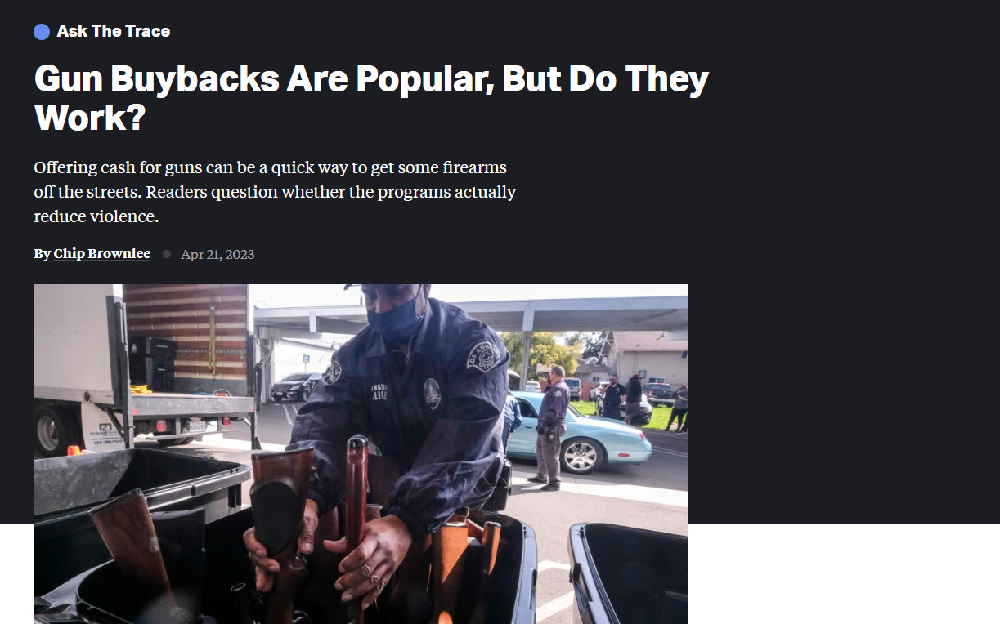 Ask The Trace
Gun Buybacks Are Popular, But Do They
Work?
Offering cash for guns can be a quick way to get some firearms
off the streets. Readers question whether the programs actually
reduce violence.
By Chip Brownlee
Apr 21, 2023
LOS ANGELES